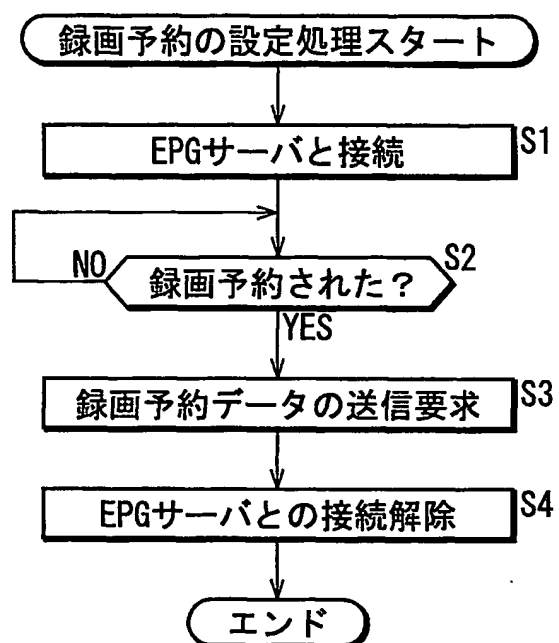 録画予約の設定処理スタート
EPGサーバと接続
S1
NO
録画予約された?
S2
YES
録画予約データの送信要求
S3
EPGサーバとの接続解除
S4
エンド